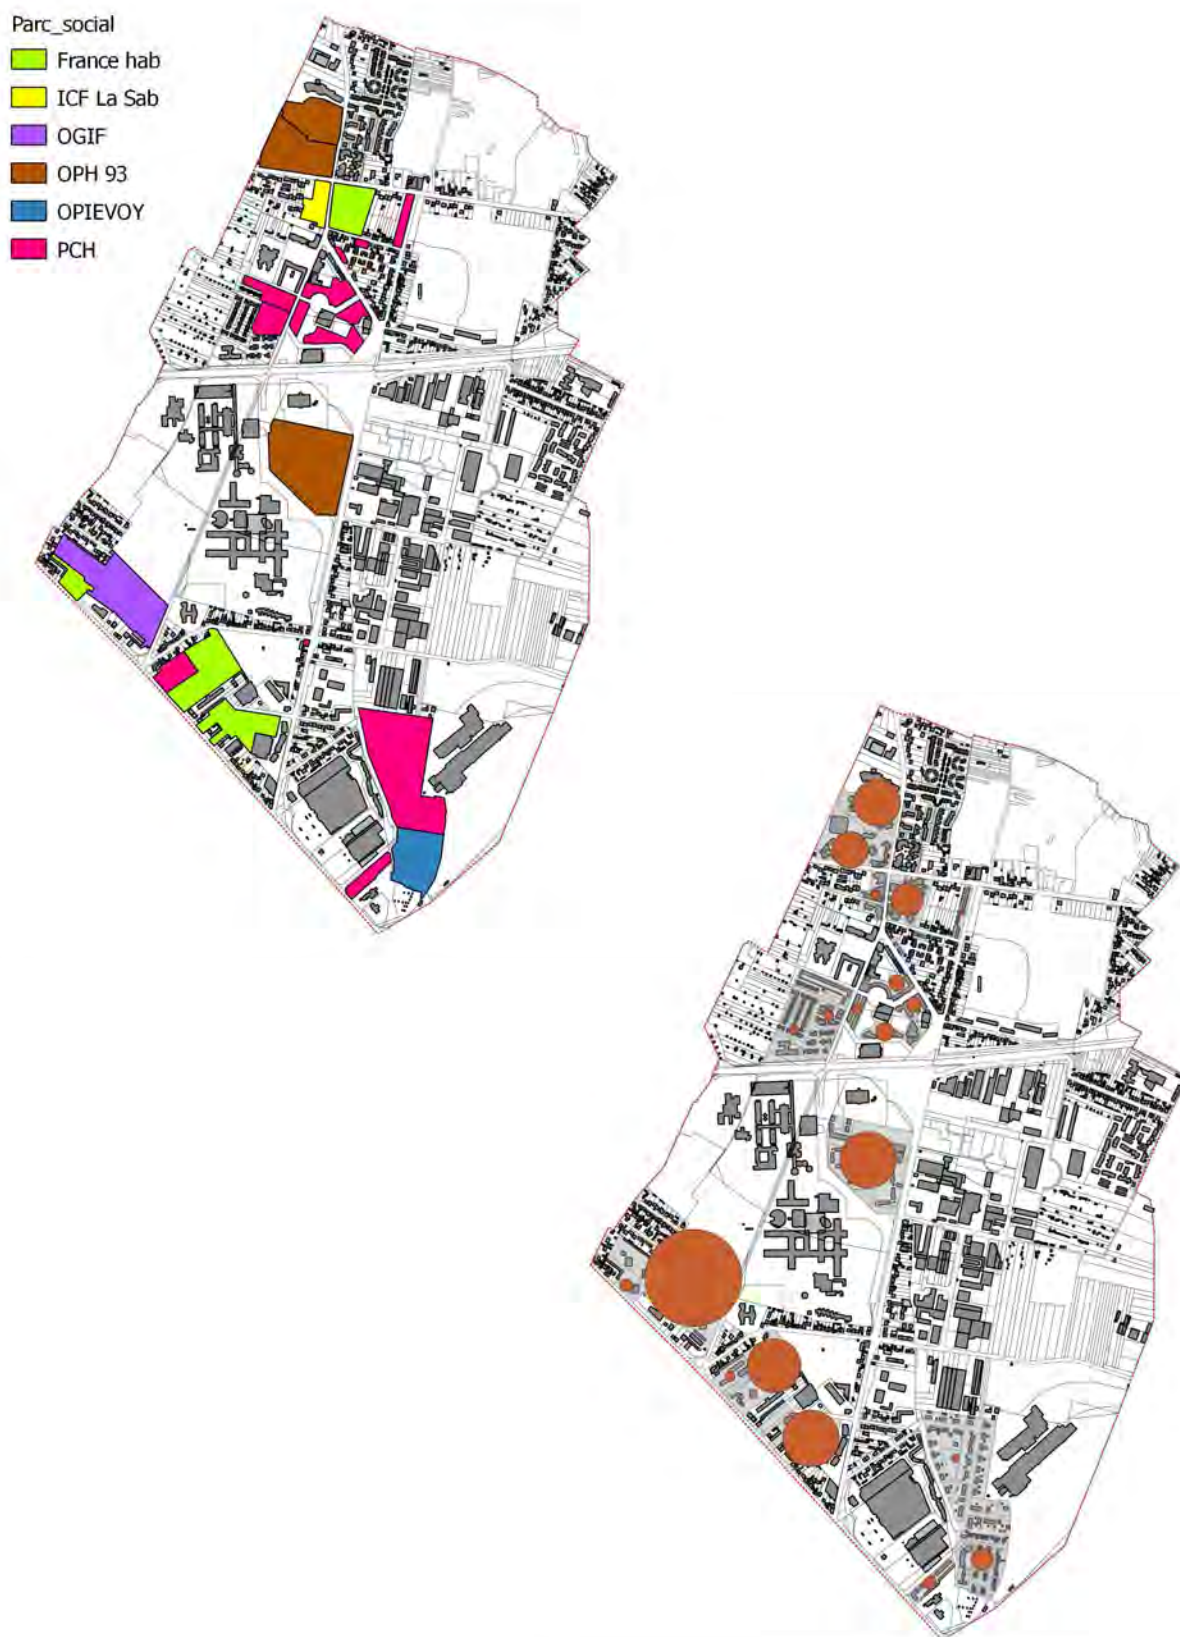 Parc_social
France hab
ICF La Sab
OGIF
OPH 93
OPIEVOY
PCH